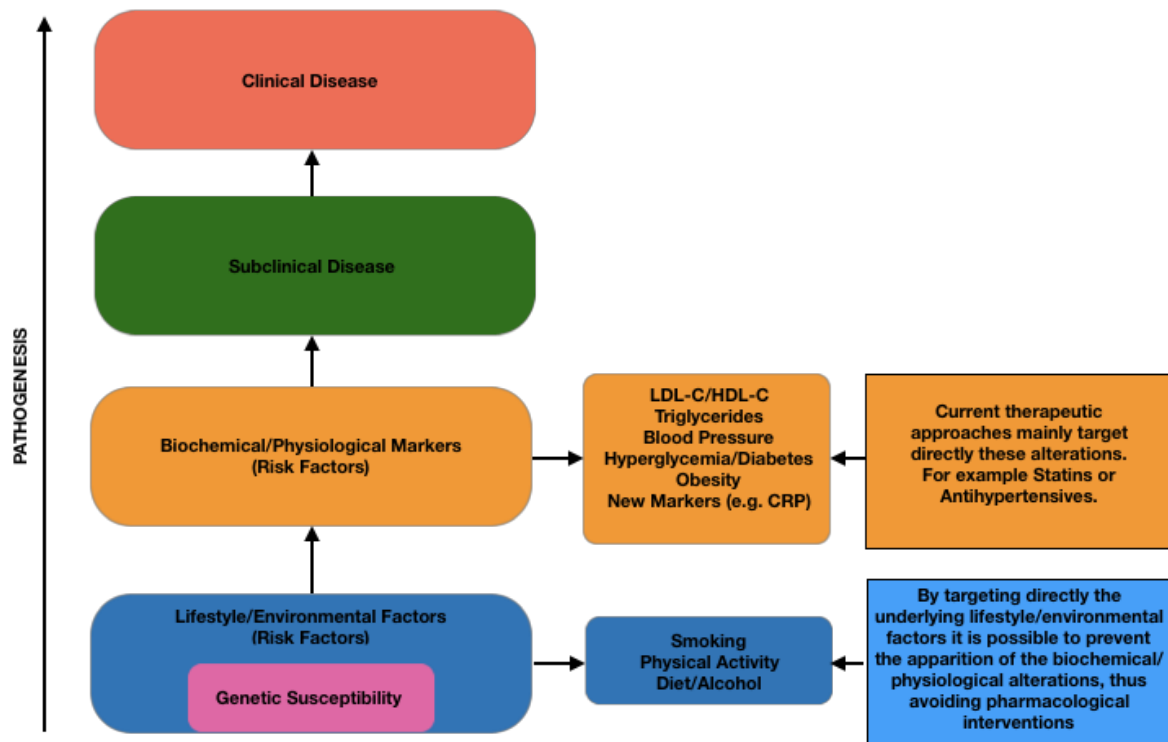 PATHOGENESIS
Clinical Disease
Subclinical Disease
Biochemical/Physiological Markers
(Risk Factors)
LDL-C/HDL-C
Triglycerides
Blood Pressure
Hyperglycemia/Diabetes
Obesity
New Markers (e.g. CRP)
Current therapeutic
approaches mainly target
directly these alterations.
For example Statins or
Antihypertensives.
Lifestyle/Environmental Factors
(Risk Factors)
Genetic Susceptibility
Smoking
Physical Activity
Diet/Alcohol
By targeting directly the
underlying lifestyle/environmental
factors it is possible to prevent
the apparition of the biochemical/
physiological alterations, thus
avoiding pharmacological
interventions